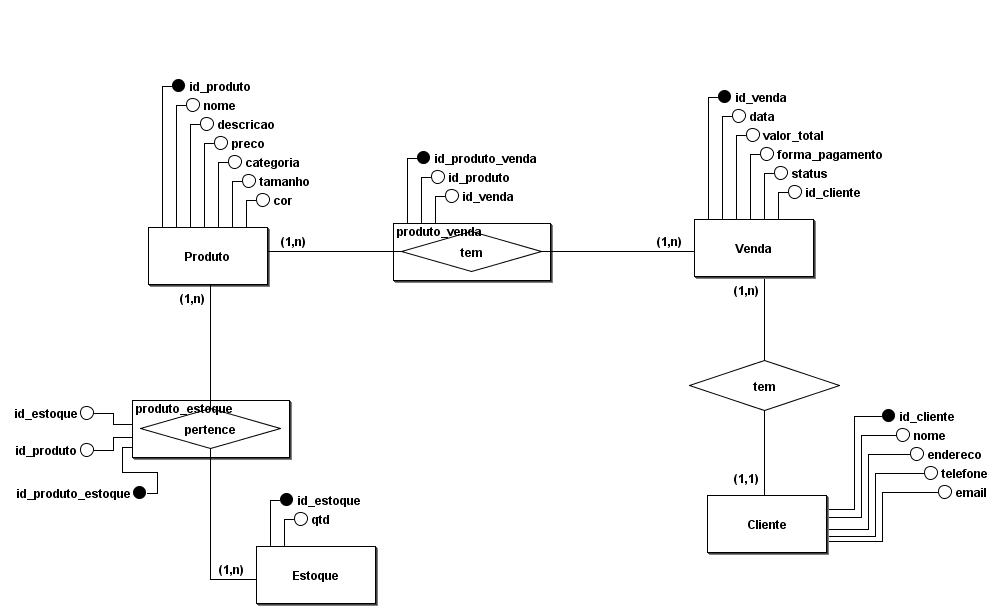 id_produto
nome
descricao
preco
categoria
tamanho
cor
Produto
(1,n)
(1,n)
id_produto_venda
id_produto
id_venda
produto_venda
tem
(1,n)
id_venda
data
valor_total
forma_pagamento
status
id_cliente
Venda
(1,n)
tem
(1,1)
id_cliente
nome
endereco
telefone
email
Cliente
produto_estoque
pertence
id_estoque
id_produto
id_produto_estoque
(1,n)
id_estoque
qtd
Estoque